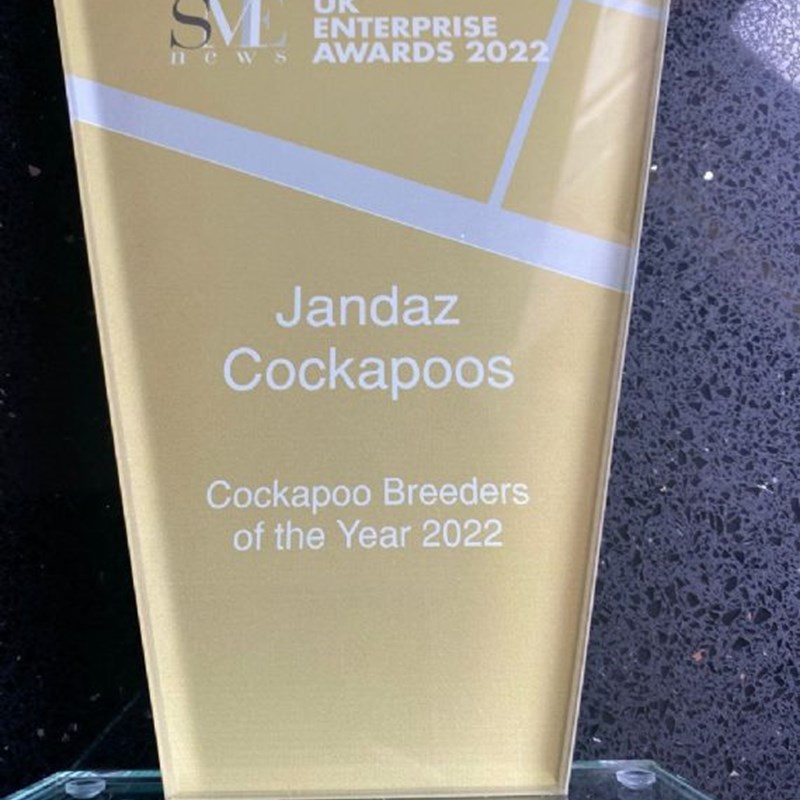 SME
news
UK
ENTERPRISE
AWARDS 2022
Jandaz
Cockapoos
Cockapoo Breeders
of the Year 2022